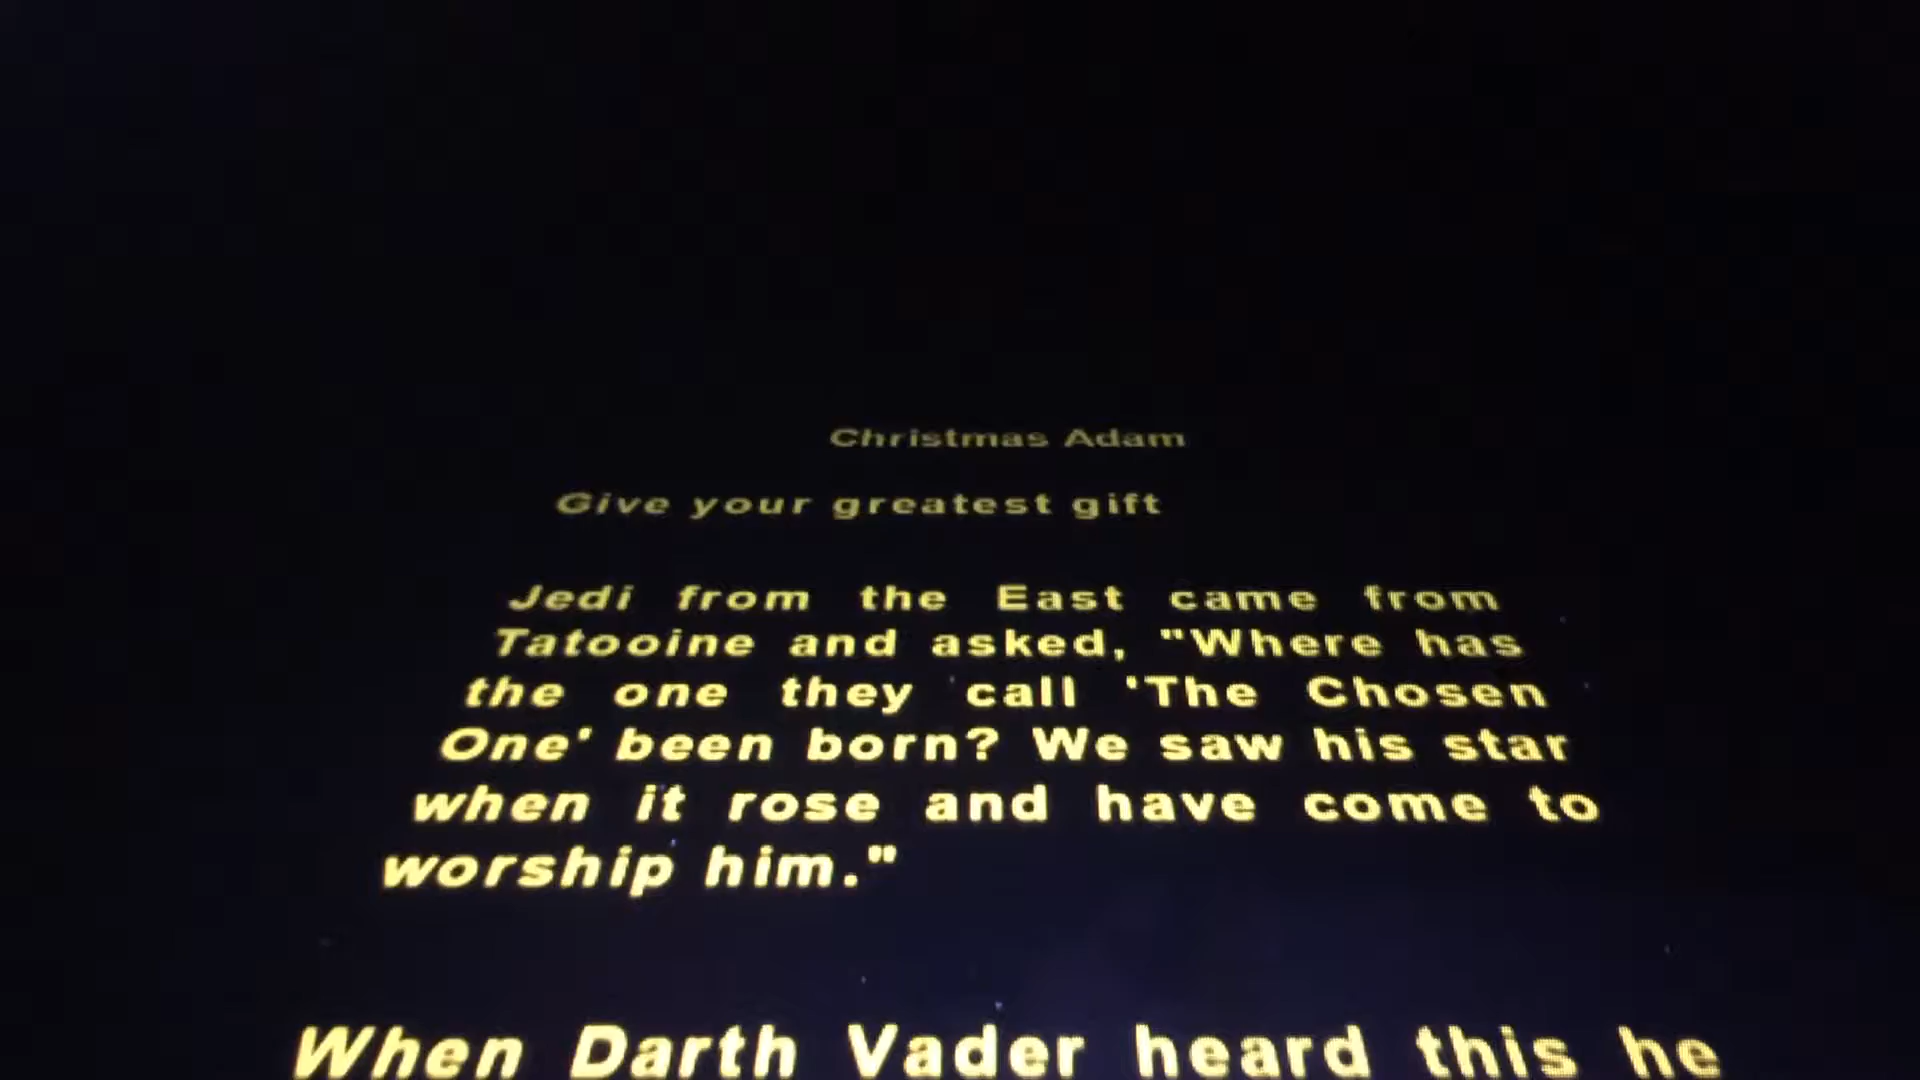 Christmas Adam
Give your greatest gift
Jedi from the East came from
Tatooine and asked, "Where has
the one they call 'The Chosen
One' been born? We saw his star
when it rose and have come to
worship him."
When Darth Vader heard this he